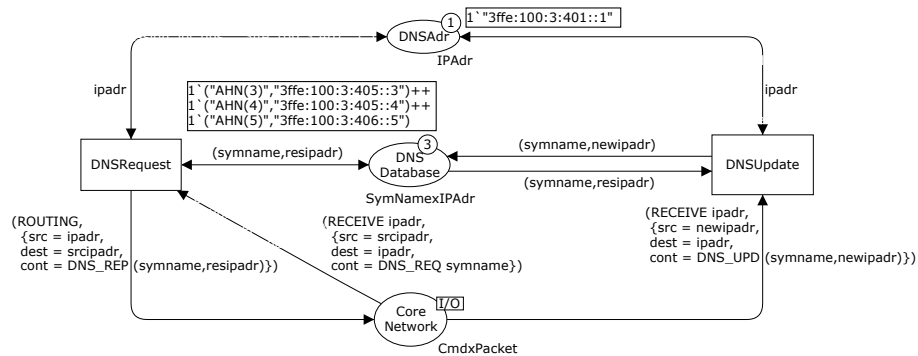 1
1`"3ffe:100:3:401::1"
DNSAdr
IPAdr
ipadr
ipadr
1`("AHN(3)","3ffe:100:3:405::3")++
1`("AHN(4)","3ffe:100:3:405::4")++
1`("AHN(5)","3ffe:100:3:406::5")
3
DNSRequest
(symname,resipadr)
DNS
Database
(symname,newipadr)
(symname,resipadr)
DNSUpdate
SymNamexIPAdr
(ROUTING,
{src = ipadr,
dest = srcipadr,
cont = DNS_REP (symname,resipadr)})
(RECEIVE ipadr,
{src = srcipadr,
dest = ipadr,
cont = DNS_REQ symname})
(RECEIVE ipadr,
{src = newipadr,
dest = ipadr,
cont = DNS_UPD (symname,newipadr)})
I/O
Core
Network
CmdxPacket